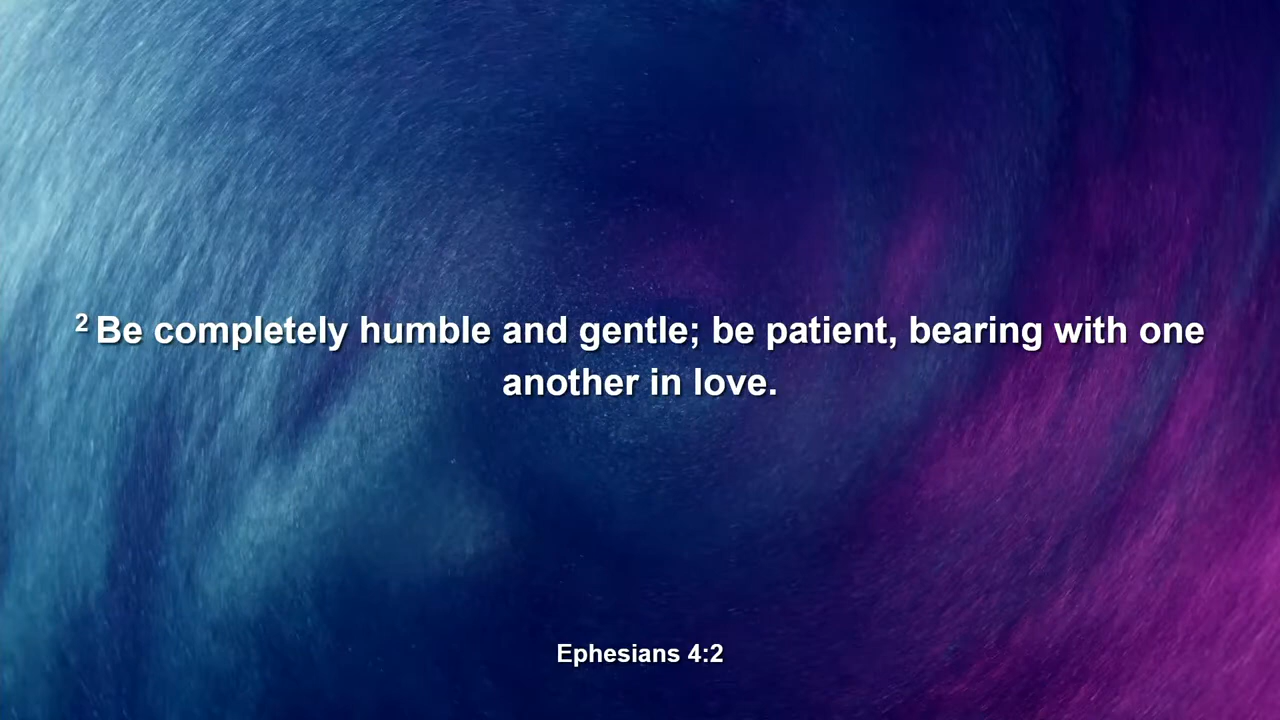 2 Be completely humble and gentle; be patient, bearing with one
another in love.
Ephesians 4:2